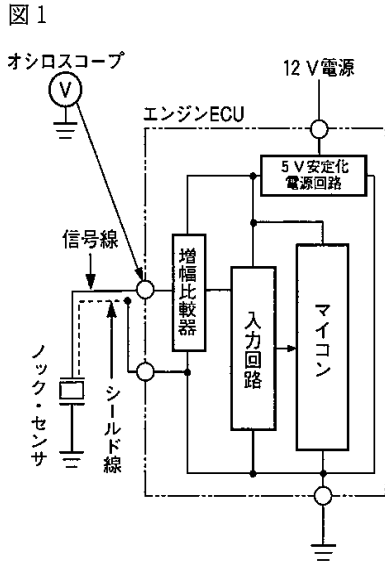 図1
オシロスコープ
V
12V電源
エンジンECU
5V安定化
電源回路
信号線
増幅比較器
入力回路
マイコン
ノック・センサ
シールド線